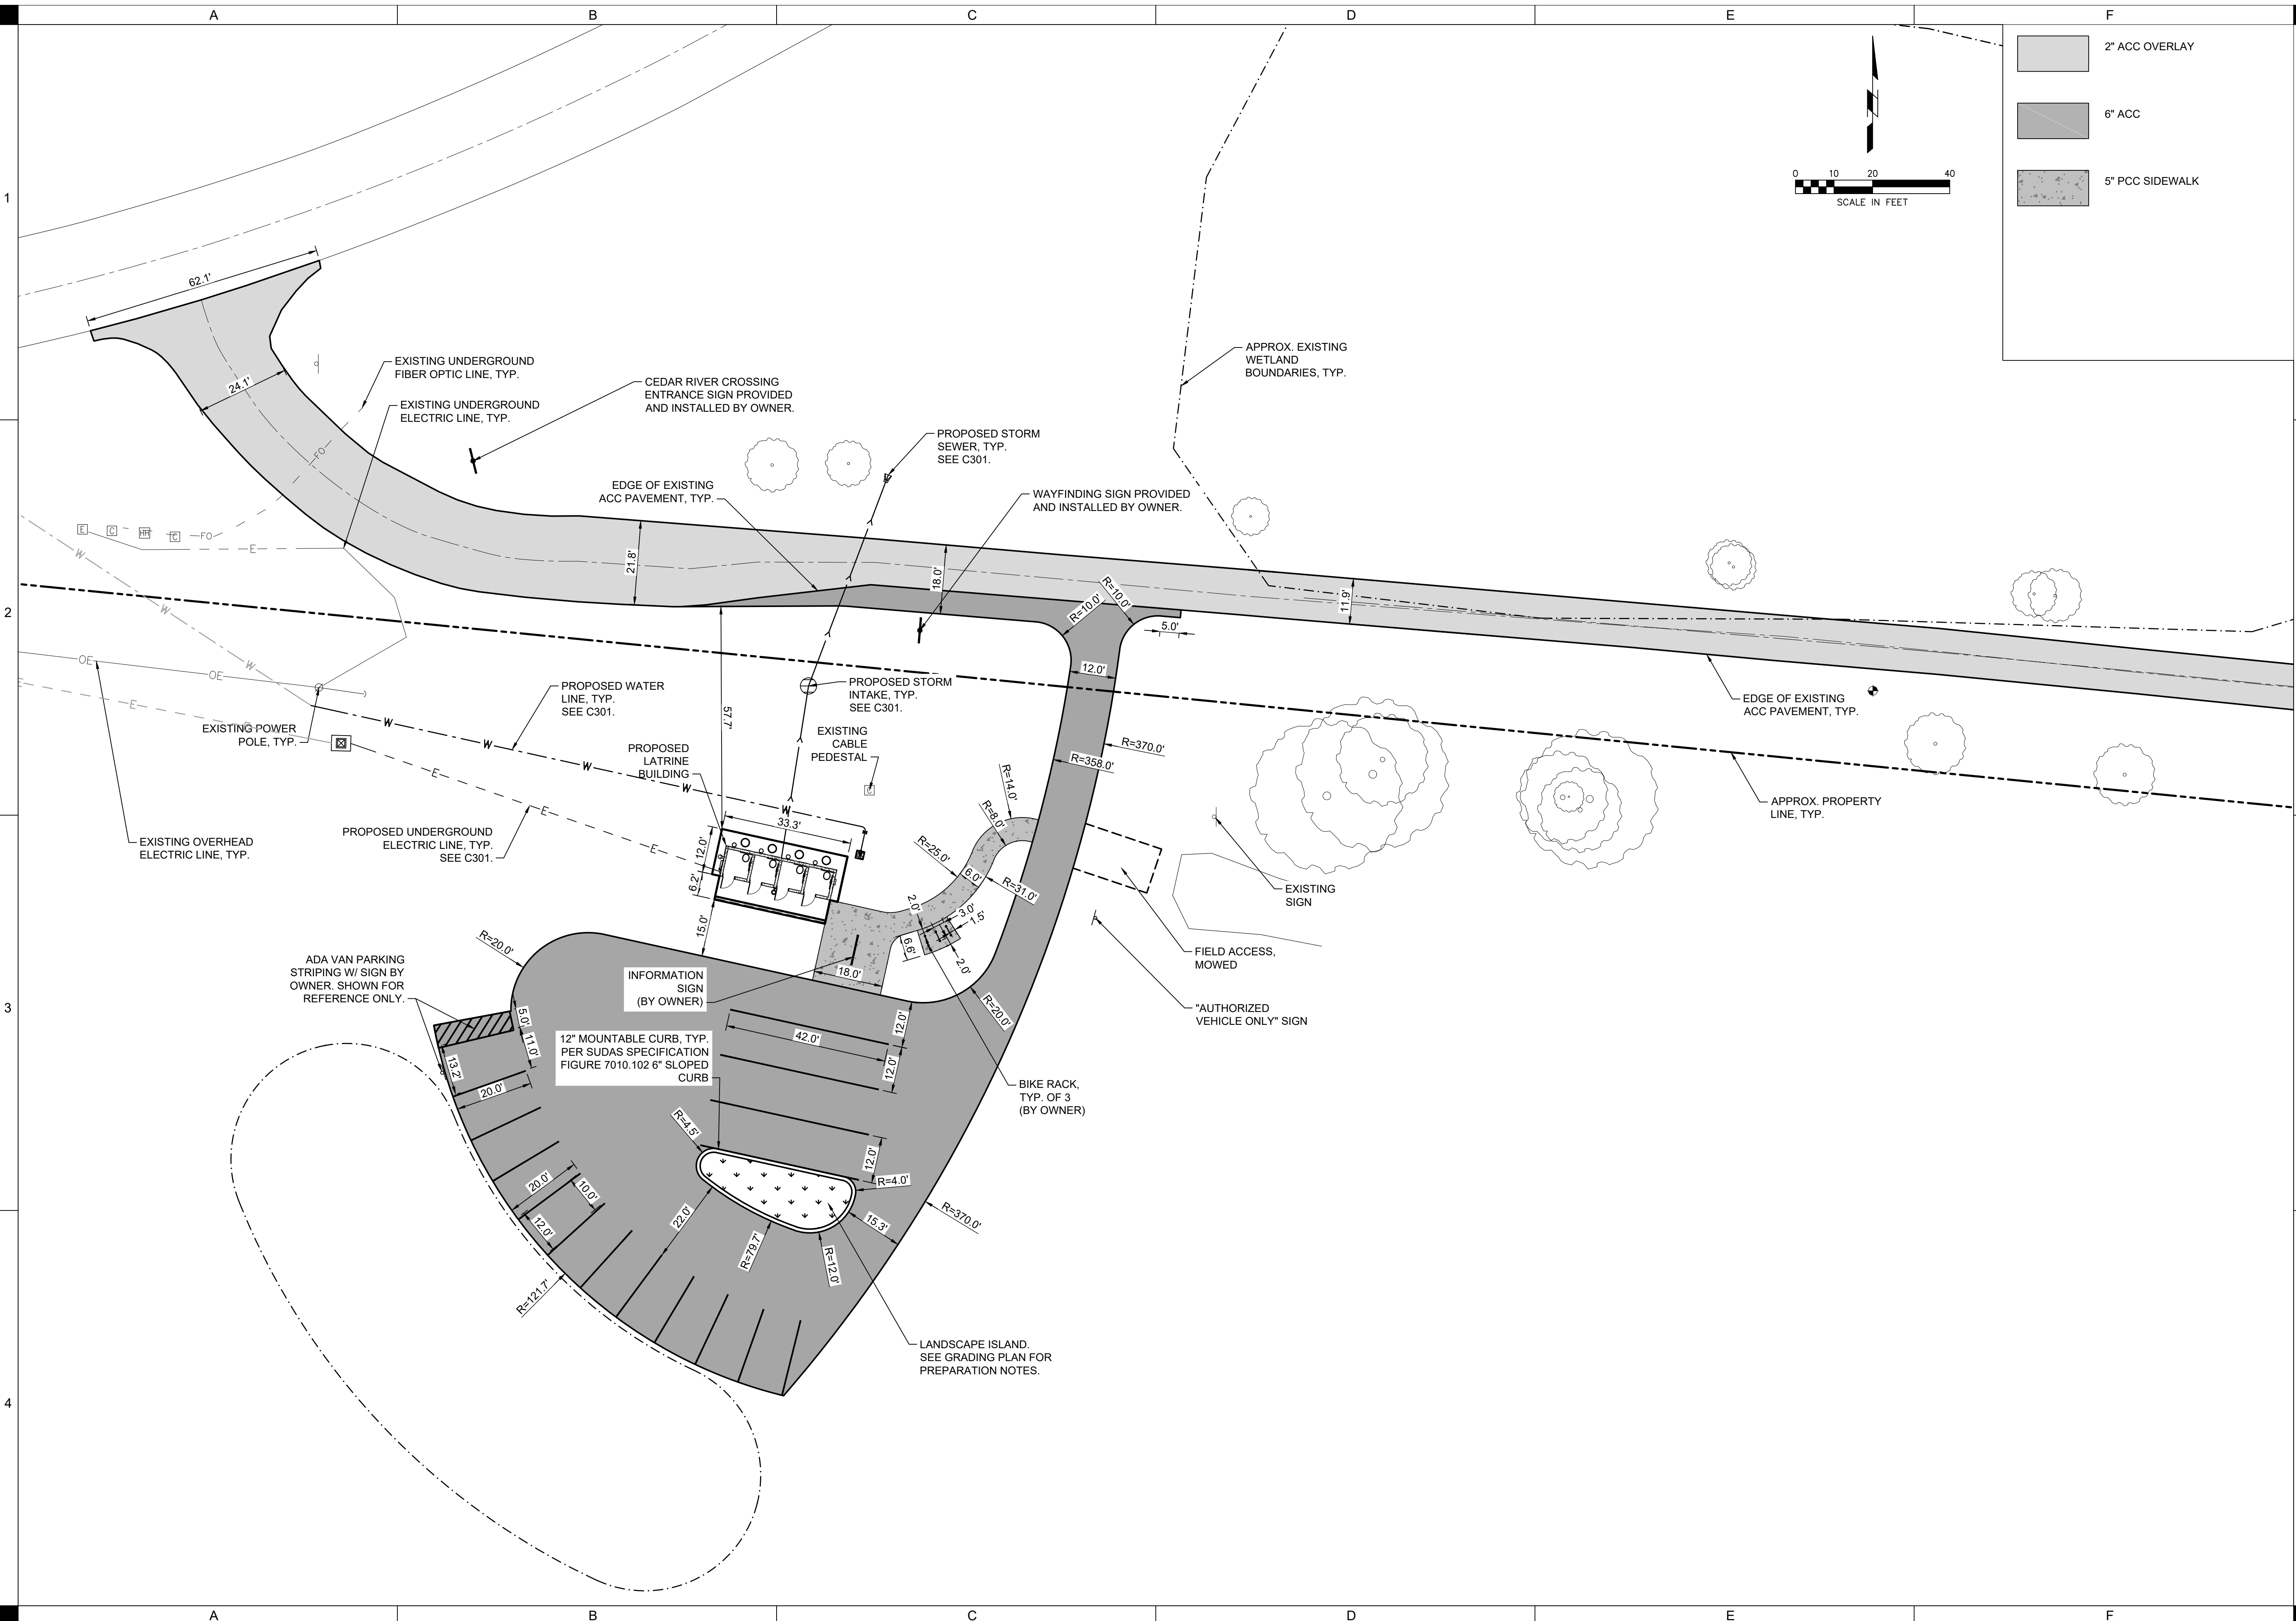 A B C D E F
2" ACC OVERLAY
6" ACC
5" PCC SIDEWALK
0 10 20 40
SCALE IN FEET
1
62.1'
24.1'
EXISTING UNDERGROUND
FIBER OPTIC LINE, TYP.
EXISTING UNDERGROUND
ELECTRIC LINE, TYP.
CEDAR RIVER CROSSING
ENTRANCE SIGN PROVIDED
AND INSTALLED BY OWNER.
APPROX. EXISTING
WETLAND
BOUNDARIES, TYP.
PROPOSED STORM
SEWER, TYP.
SEE C301.
EDGE OF EXISTING
ACC PAVEMENT, TYP.
WAYFINDING SIGN PROVIDED
AND INSTALLED BY OWNER.
FO
E C HH C FO
E
W
W
W
21.8'
18.0'
R=10.0'
R=10.0'
11.9'
5.0'
12.0'
2
OE
OE
E
E
EXISTING POWER
POLE, TYP.
PROPOSED WATER
LINE, TYP.
SEE C301.
W
W
W
W
W
57.7'
PROPOSED STORM
INTAKE, TYP.
SEE C301.
EXISTING
CABLE
PEDESTAL
C
PROPOSED
LATRINE
BUILDING
EDGE OF EXISTING
ACC PAVEMENT, TYP.
R=370.0'
R=358.0'
APPROX. PROPERTY
LINE, TYP.
E
E
E
EXISTING OVERHEAD
ELECTRIC LINE, TYP.
PROPOSED UNDERGROUND
ELECTRIC LINE, TYP.
SEE C301.
33.3'
12.0'
6.2'
15.0'
R=14.0'
R=8.0'
R=25.0'
6.0'
R=31.0'
2.0'
3.0'
1.5'
6.6'
2.0'
18.0'
EXISTING
SIGN
FIELD ACCESS,
MOWED
"AUTHORIZED
VEHICLE ONLY" SIGN
3
R=20.0'
ADA VAN PARKING
STRIPING W/ SIGN BY
OWNER. SHOWN FOR
REFERENCE ONLY.
INFORMATION
SIGN
(BY OWNER)
R=20.0'
5.0'
11.0'
13.2'
20.0'
12" MOUNTABLE CURB, TYP.
PER SUDAS SPECIFICATION
FIGURE 7010.102 6" SLOPED
CURB
42.0'
12.0'
12.0'
12.0'
BIKE RACK,
TYP. OF 3
(BY OWNER)
R=4.5'
R=4.0'
20.0'
10.0'
12.0'
22.0'
R=79.7'
R=12.0'
15.3'
R=370.0'
R=121.7'
LANDSCAPE ISLAND.
SEE GRADING PLAN FOR
PREPARATION NOTES.
4
A B C D E F